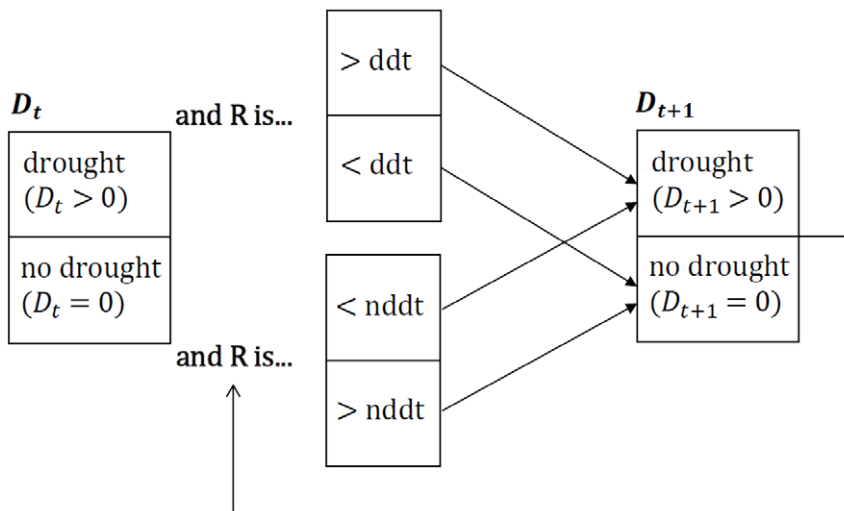 D_t
and R is...
drought
(D_t > 0)
no drought
(D_t = 0)
and R is...
> ddt
< ddt
< nddt
> nddt
D_{t+1}
drought
(D_{t+1} > 0)
no drought
(D_{t+1} = 0)